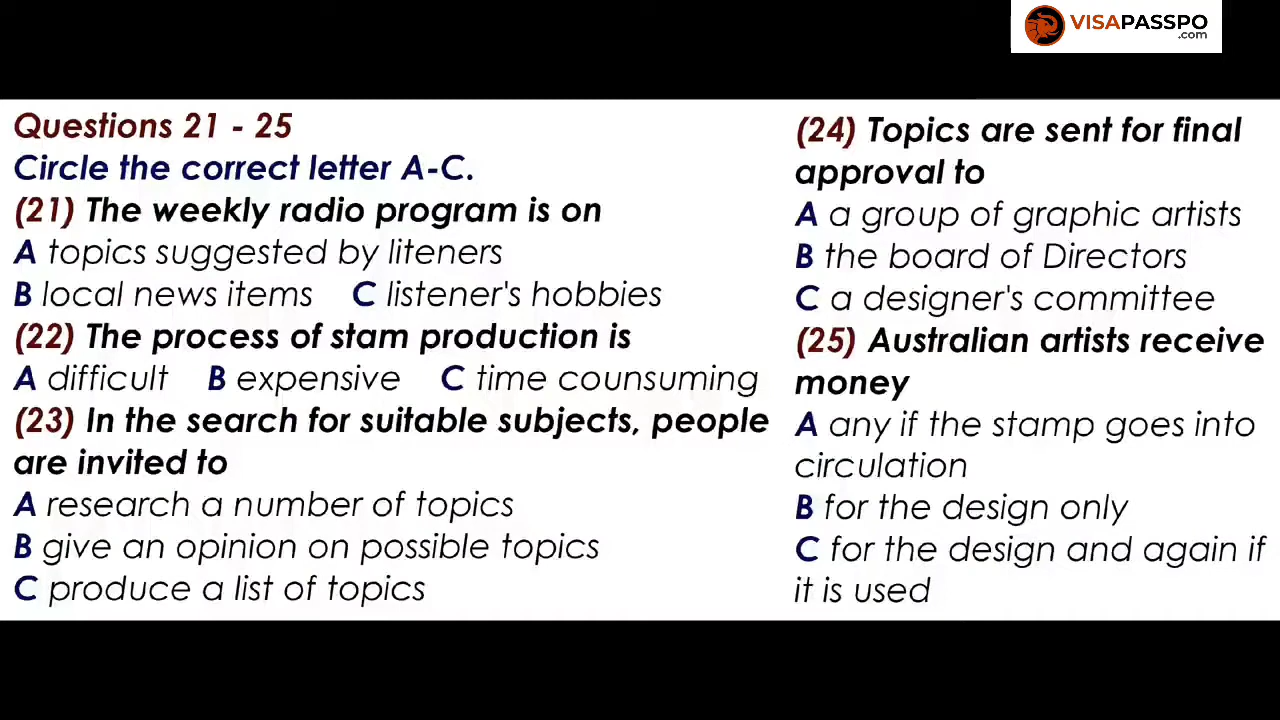 VISAPASSPO
.com
Questions 21 - 25
Circle the correct letter A-C.
(21) The weekly radio program is on
A topics suggested by liteners
B local news items C listener's hobbies
(22) The process of stam production is
A difficult B expensive C time counsuming
(23) In the search for suitable subjects, people
are invited to
A research a number of topics
B give an opinion on possible topics
C produce a list of topics
(24) Topics are sent for final
approval to
A a group of graphic artists
B the board of Directors
C a designer's committee
(25) Australian artists receive
money
A any if the stamp goes into
circulation
B for the design only
C for the design and again if
it is used